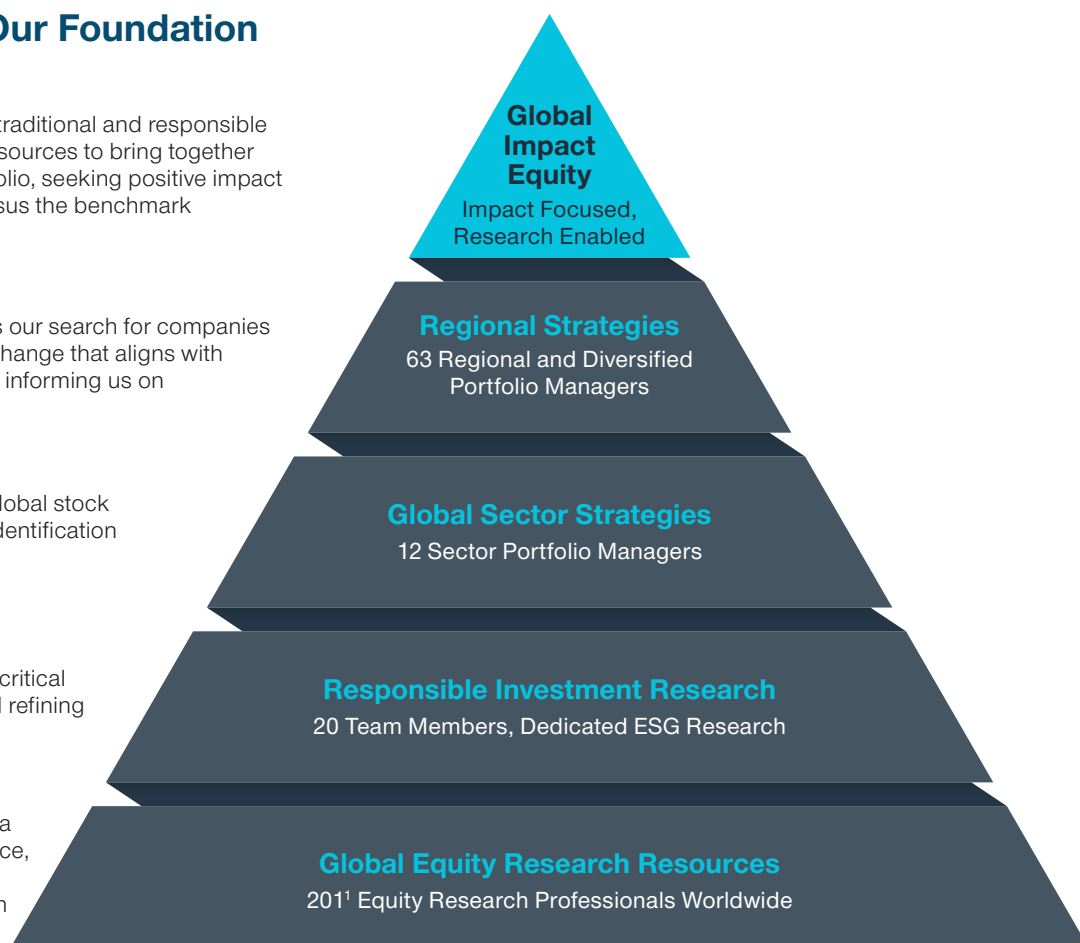 Our Foundation
traditional and responsible
sources to bring together
olio, seeking positive impact
sus the benchmark
s our search for companies
hange that aligns with
informing us on
lobal stock
dentification
critical
refining
a
ce,
n
Global
Impact
Equity
Impact Focused,
Research Enabled
Regional Strategies
63 Regional and Diversified
Portfolio Managers
Global Sector Strategies
12 Sector Portfolio Managers
Responsible Investment Research
20 Team Members, Dedicated ESG Research
Global Equity Research Resources
201¹ Equity Research Professionals Worldwide